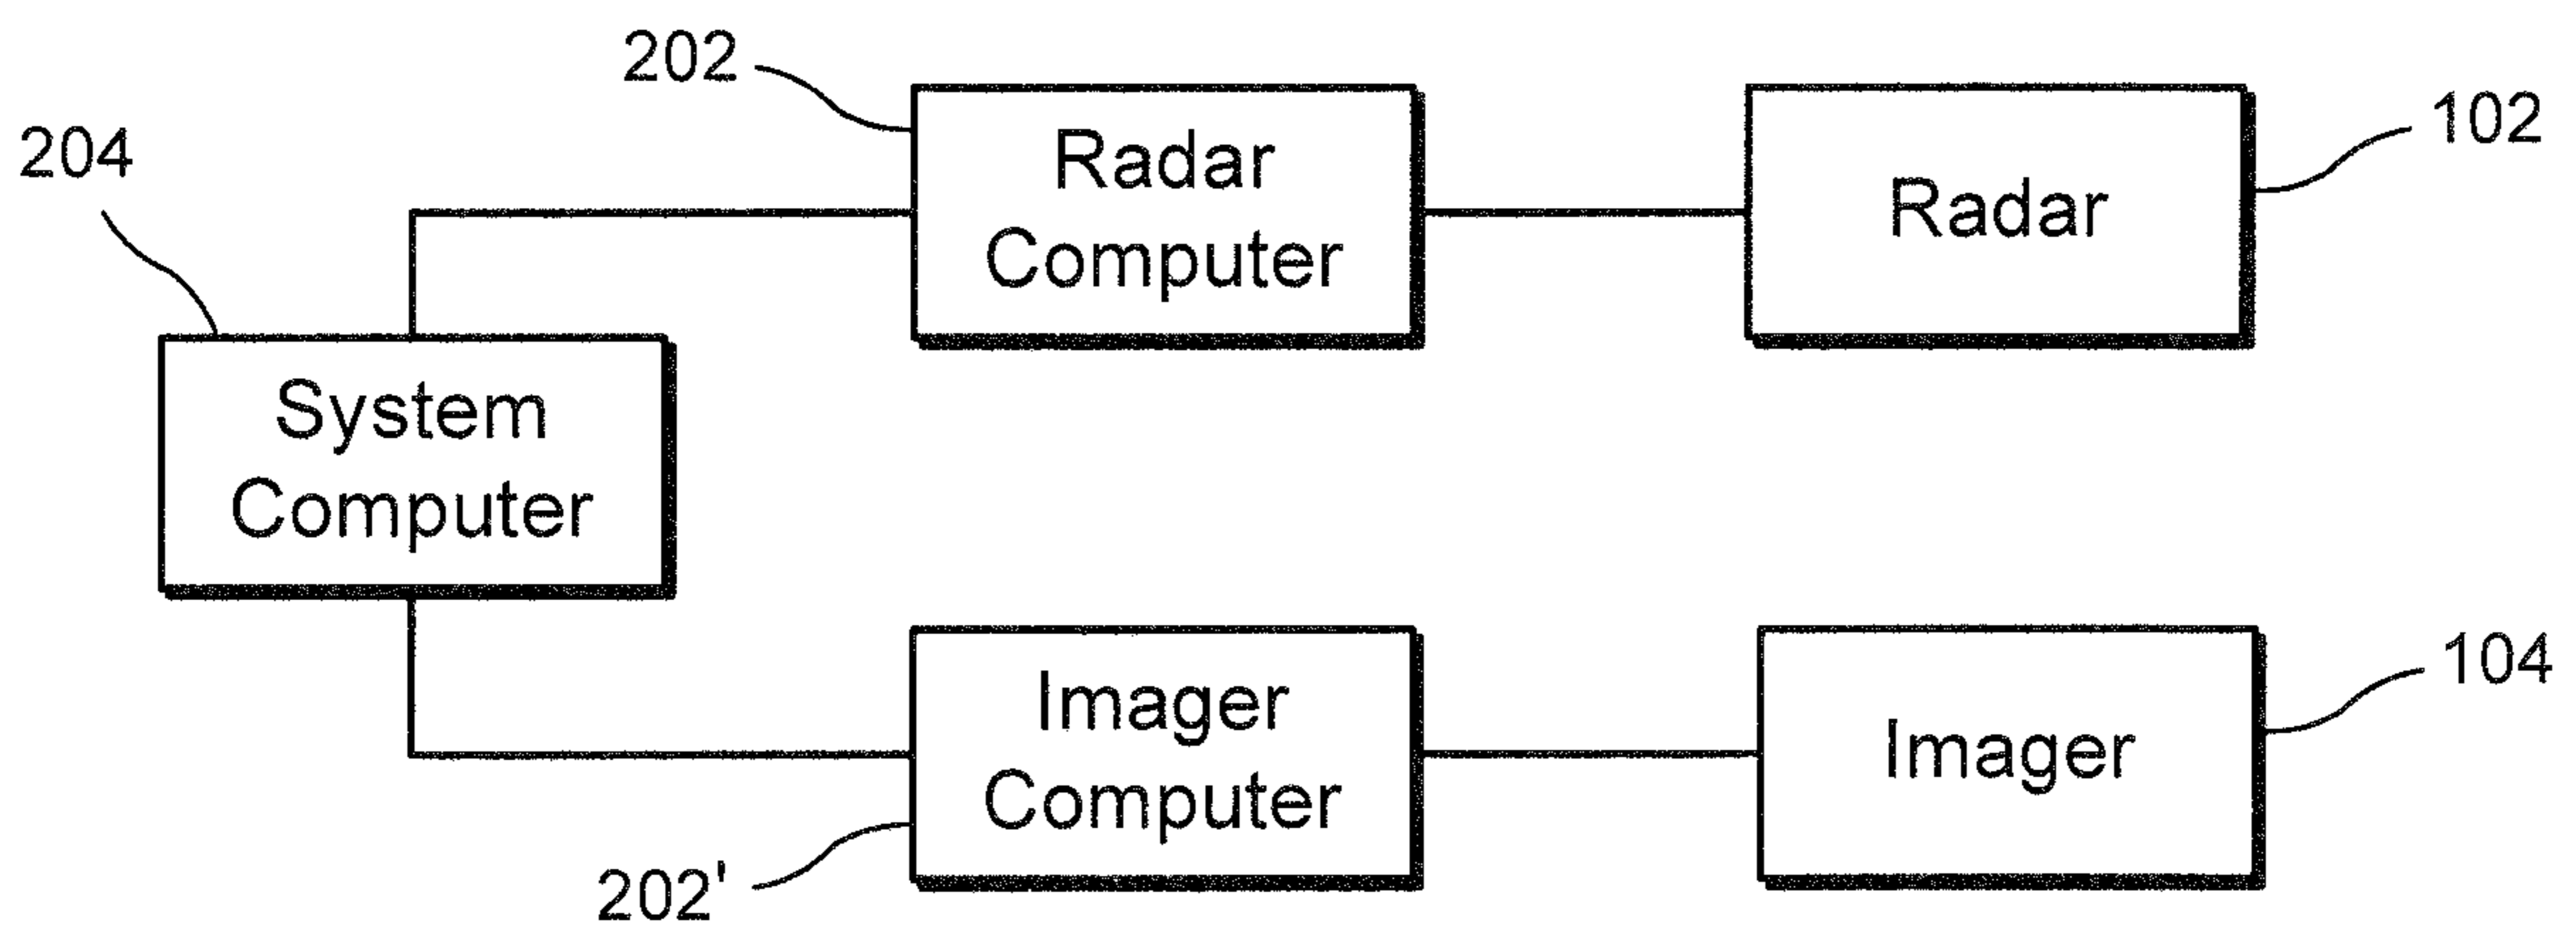 202
Radar
Computer
Radar
102
204
System
Computer
Imager
Computer
202'
Imager
104